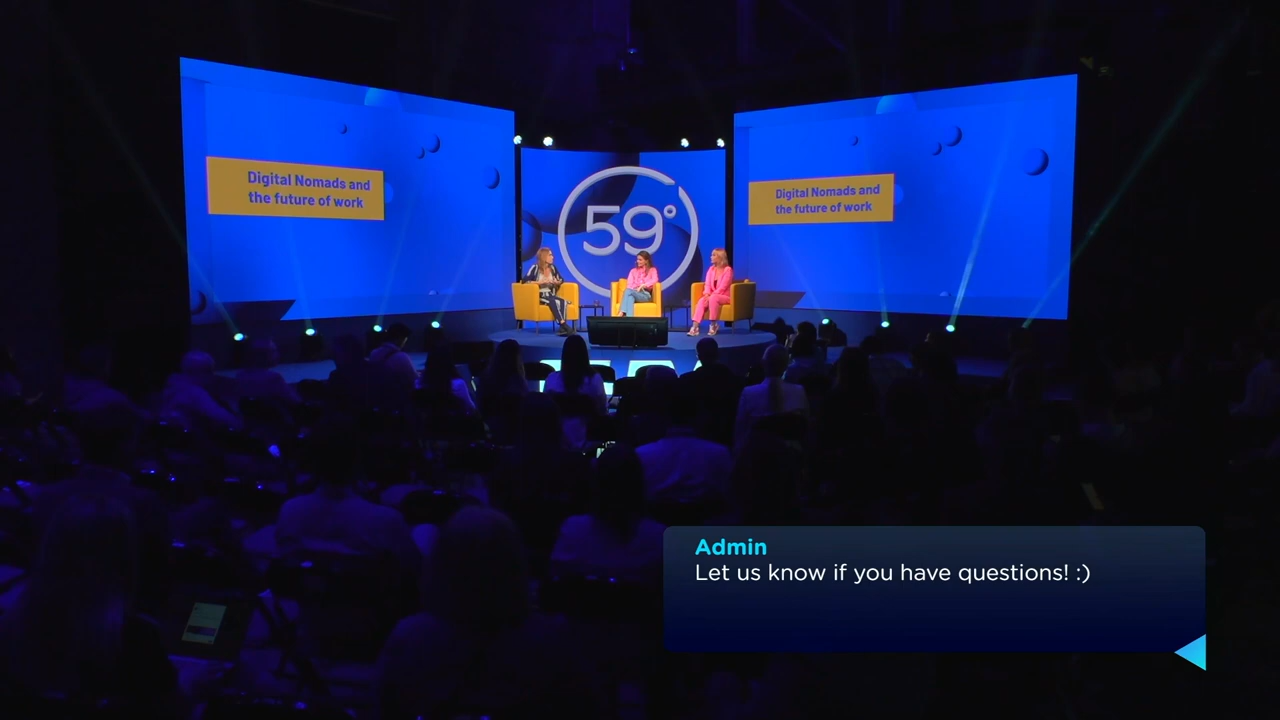 Digital Nomads and
the future of work
59°
Digital Nomads and
the future of work
Admin
Let us know if you have questions! :)